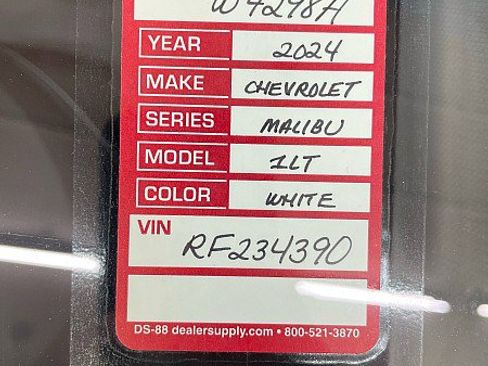 W4298A
YEAR 2024
MAKE CHEVROLET
SERIES MALIBU
MODEL 1LT
COLOR WHITE
VIN
RF234390
DS-88 dealersupply.com • 800-521-3870